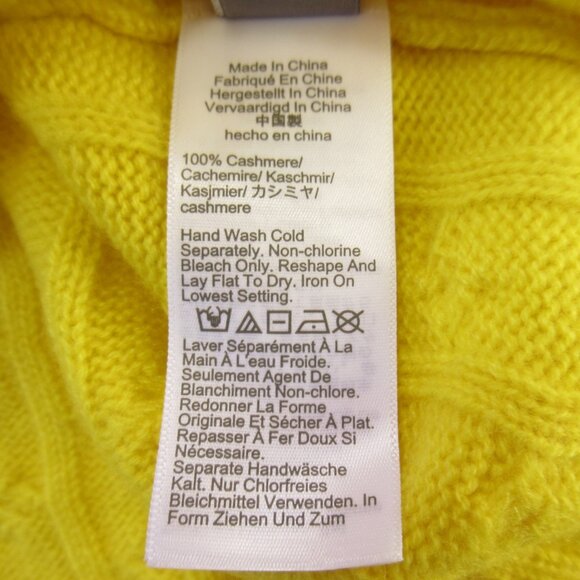 Made In China
Fabriqué En Chine
Hergestellt In China
Vervaardigd In China
中国製
hecho en china
100% Cashmere/
Cachemire/ Kaschmir/
Kasjmier/ カシミヤ/
cashmere
Hand Wash Cold
Separately. Non-chlorine
Bleach Only. Reshape And
Lay Flat To Dry. Iron On
Lowest Setting.
Laver Séparément À La
Main À L'eau Froide.
Seulement Agent De
Blanchiment Non-chlore.
Redonner La Forme
Originale Et Sécher À Plat.
Repasser À Fer Doux Si
Nécessaire.
Separate Handwäsche
Kalt. Nur Chlorfreies
Bleichmittel Verwenden. In
Form Ziehen Und Zum